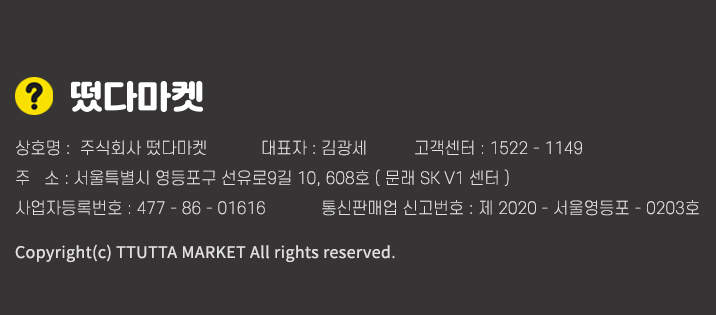 ? 떴다마켓
상호명 : 주식회사 떴다마켓 대표자 : 김광세 고객센터 : 1522 - 1149
주 소 : 서울특별시 영등포구 선유로9길 10, 608호 ( 문래 SK V1 센터 )
사업자등록번호 : 477 - 86 - 01616 통신판매업 신고번호 : 제 2020 - 서울영등포 - 0203호
Copyright(c) TTUTTA MARKET All rights reserved.